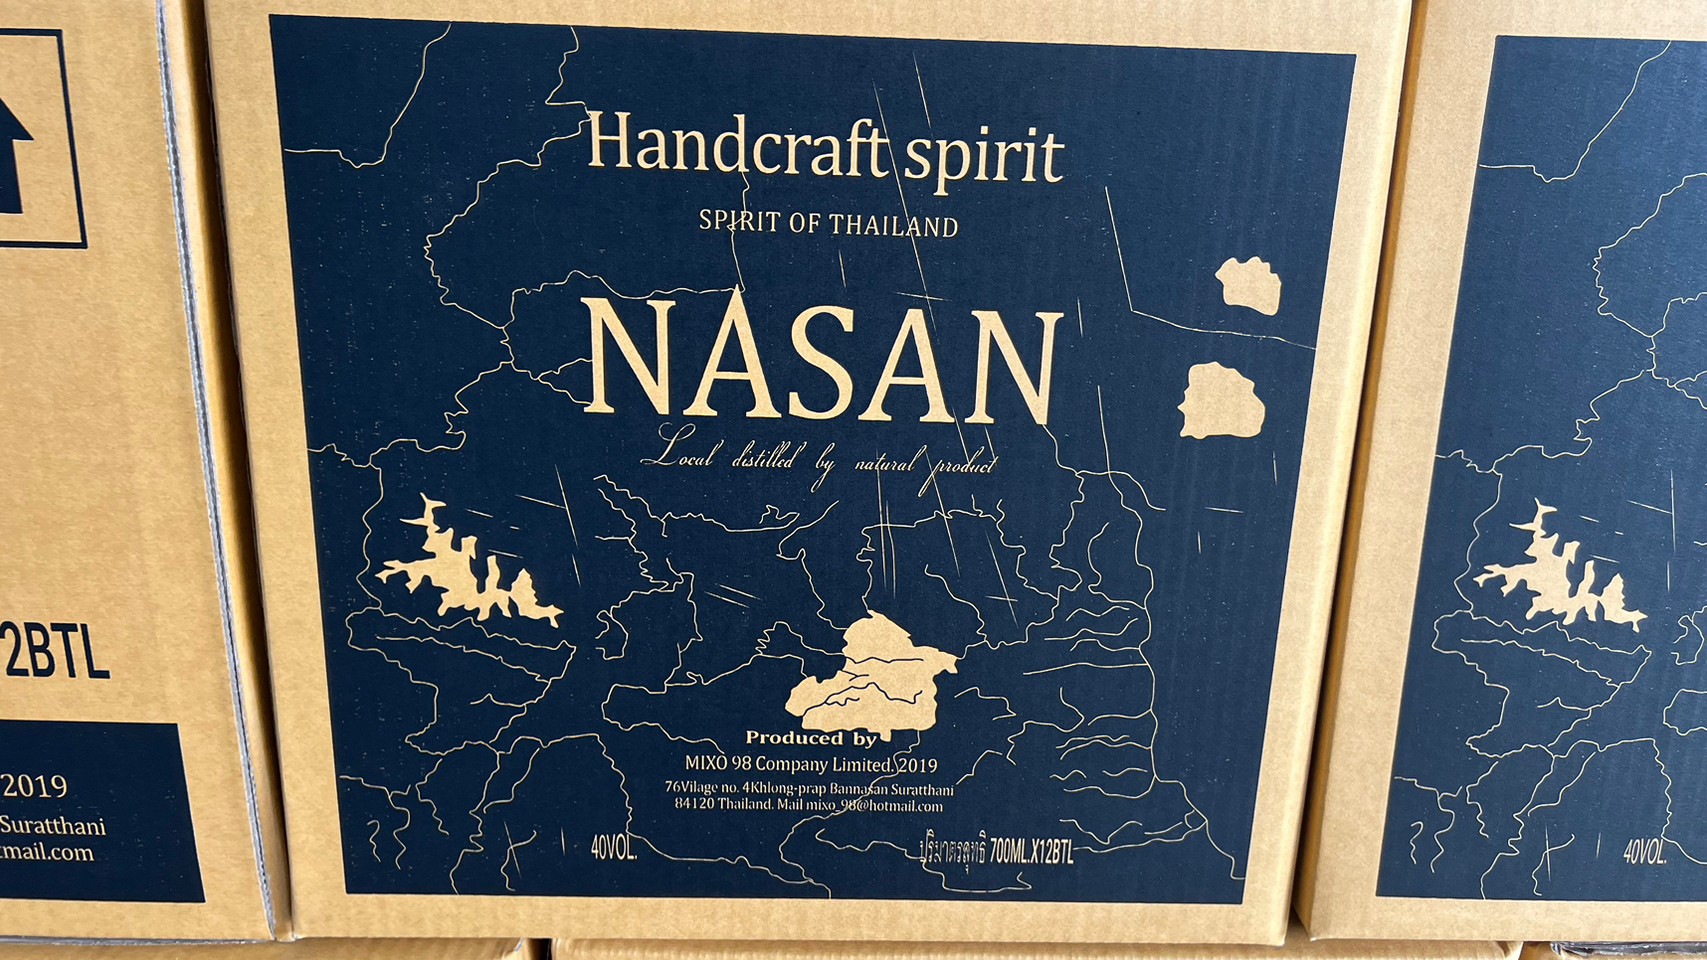 Handcraft spirit
SPIRIT OF THAILAND
NASAN
Local distilled by natural product
Produced by
MIXO 98 Company Limited.2019
76Vilage no. 4Khlong-prap Bannasan Suratthani
84120 Thailand. Mail mixo_98@hotmail.com
40VOL.
ปริมาตรสุทธิ 700ML.X12BTL
2BTL
2019
Suratthani
mail.com
40VOL.